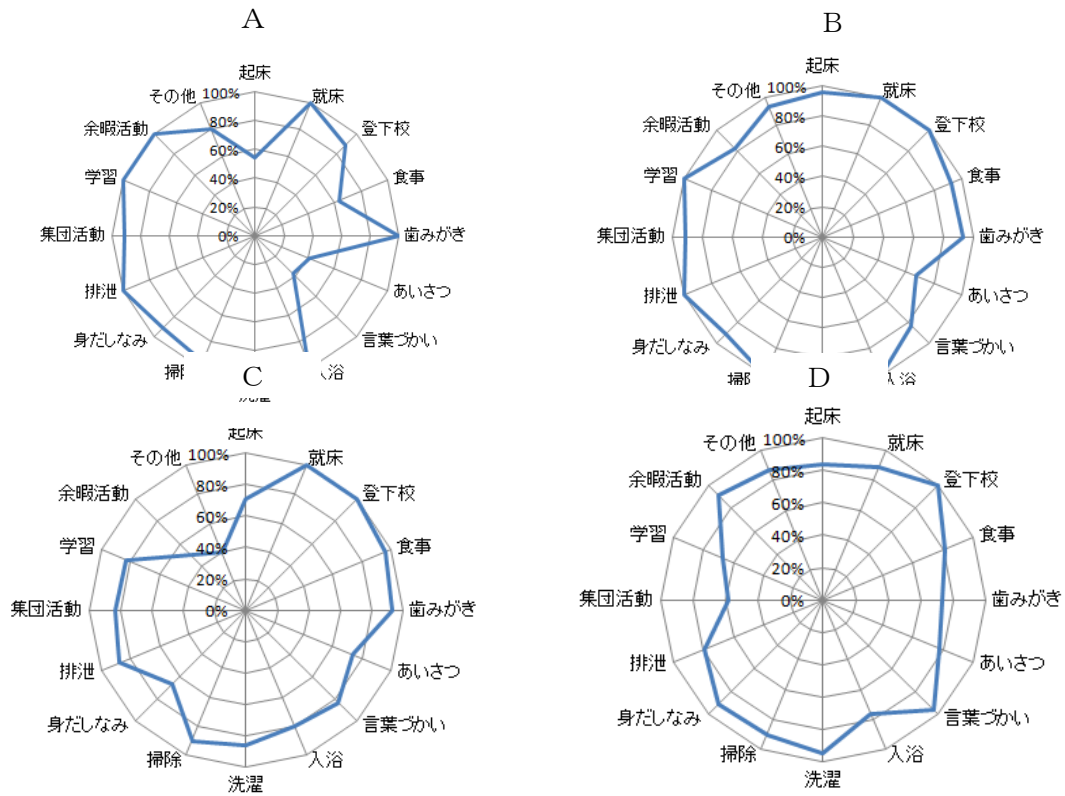 A
起床
その他
100%
就床
余暇活動
80%
登下校
60%
学習
40%
食事
20%
集団活動
0%
歯みがき
排泄
あいさつ
身だしなみ
言葉づかい
B
起床
その他
100%
就床
余暇活動
80%
登下校
60%
学習
40%
食事
20%
集団活動
0%
歯みがき
排泄
あいさつ
身だしなみ
言葉づかい
C
起床
その他
100%
就床
余暇活動
80%
登下校
60%
学習
40%
食事
20%
集団活動
0%
歯みがき
排泄
あいさつ
身だしなみ
言葉づかい
掃除
入浴
洗濯
D
起床
その他
100%
就床
余暇活動
80%
登下校
60%
学習
40%
食事
20%
集団活動
0%
歯みがき
排泄
あいさつ
身だしなみ
言葉づかい
掃除
入浴
洗濯